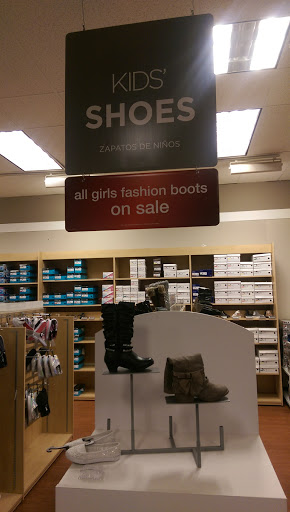 KIDS'
SHOES
ZAPATOS DE NIÑOS
all girls fashion boots
on sale